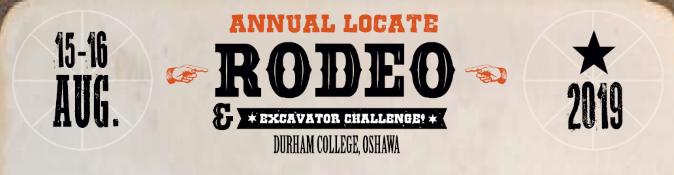 ANNUAL LOCATE
15-16
AUG.
RODEO
& EXCAVATOR CHALLENGE!
DURHAM COLLEGE, OSHAWA
2019